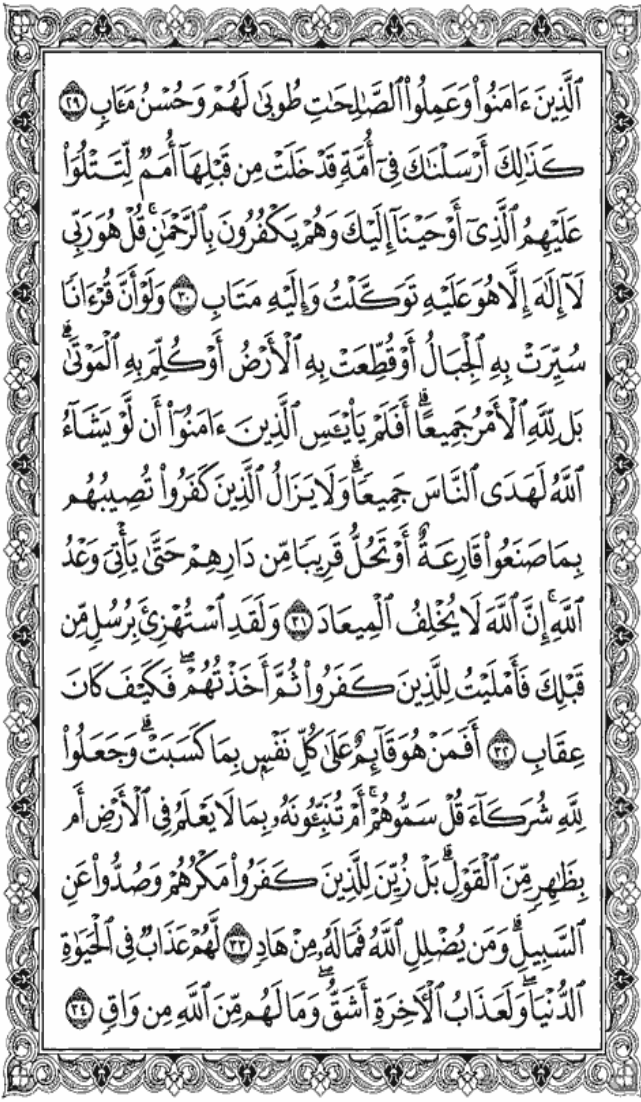 ٱلَّذِينَ ءَامَنُوا۟ وَعَمِلُوا۟ ٱلصَّـٰلِحَـٰتِ طُوبَىٰ لَهُمْ وَحُسْنُ مَـَٔابٍ ٢٩
كَذَٰلِكَ أَرْسَلْنَـٰكَ فِىٓ أُمَّةٍ قَدْ خَلَتْ مِن قَبْلِهَآ أُمَمٌ لِّتَتْلُوَا۟
عَلَيْهِمُ ٱلَّذِىٓ أَوْحَيْنَآ إِلَيْكَ وَهُمْ يَكْفُرُونَ بِٱلرَّحْمَـٰنِ ۚ قُلْ هُوَ رَبِّى
لَآ إِلَـٰهَ إِلَّا هُوَ عَلَيْهِ تَوَكَّلْتُ وَإِلَيْهِ مَتَابِ ٣٠ وَلَوْ أَنَّ قُرْءَانًا
سُيِّرَتْ بِهِ ٱلْجِبَالُ أَوْ قُطِّعَتْ بِهِ ٱلْأَرْضُ أَوْ كُلِّمَ بِهِ ٱلْمَوْتَىٰ ۗ
بَل لِّلَّهِ ٱلْأَمْرُ جَمِيعًا ۗ أَفَلَمْ يَا۟يْـَٔسِ ٱلَّذِينَ ءَامَنُوٓا۟ أَن لَّوْ يَشَآءُ
ٱللَّهُ لَهَدَى ٱلنَّاسَ جَمِيعًا ۗ وَلَا يَزَالُ ٱلَّذِينَ كَفَرُوا۟ تُصِيبُهُم
بِمَا صَنَعُوا۟ قَارِعَةٌ أَوْ تَحُلُّ قَرِيبًا مِّن دَارِهِمْ حَتَّىٰ يَأْتِىَ وَعْدُ
ٱللَّهِ ۚ إِنَّ ٱللَّهَ لَا يُخْلِفُ ٱلْمِيعَادَ ٣١ وَلَقَدِ ٱسْتُهْزِئَ بِرُسُلٍ مِّن
قَبْلِكَ فَأَمْلَيْتُ لِلَّذِينَ كَفَرُوا۟ ثُمَّ أَخَذْتُهُمْ ۖ فَكَيْفَ كَانَ
عِقَابِ ٣٢ أَفَمَنْ هُوَ قَآئِمٌ عَلَىٰ كُلِّ نَفْسٍۭ بِمَا كَسَبَتْ ۗ وَجَعَلُوا۟
لِلَّهِ شُرَكَآءَ قُلْ سَمُّوهُمْ ۚ أَمْ تُنَبِّـُٔونَهُۥ بِمَا لَا يَعْلَمُ فِى ٱلْأَرْضِ أَم
بِظَـٰهِرٍ مِّنَ ٱلْقَوْلِ ۗ بَلْ زُيِّنَ لِلَّذِينَ كَفَرُوا۟ مَكْرُهُمْ وَصُدُّوا۟ عَنِ
ٱلسَّبِيلِ ۗ وَمَن يُضْلِلِ ٱللَّهُ فَمَا لَهُۥ مِنْ هَادٍ ٣٣ لَّهُمْ عَذَابٌ فِى ٱلْحَيَوٰةِ
ٱلدُّنْيَا ۖ وَلَعَذَابُ ٱلْـَٔاخِرَةِ أَشَقُّ ۖ وَمَا لَهُم مِّنَ ٱللَّهِ مِن وَاقٍ ٣٤